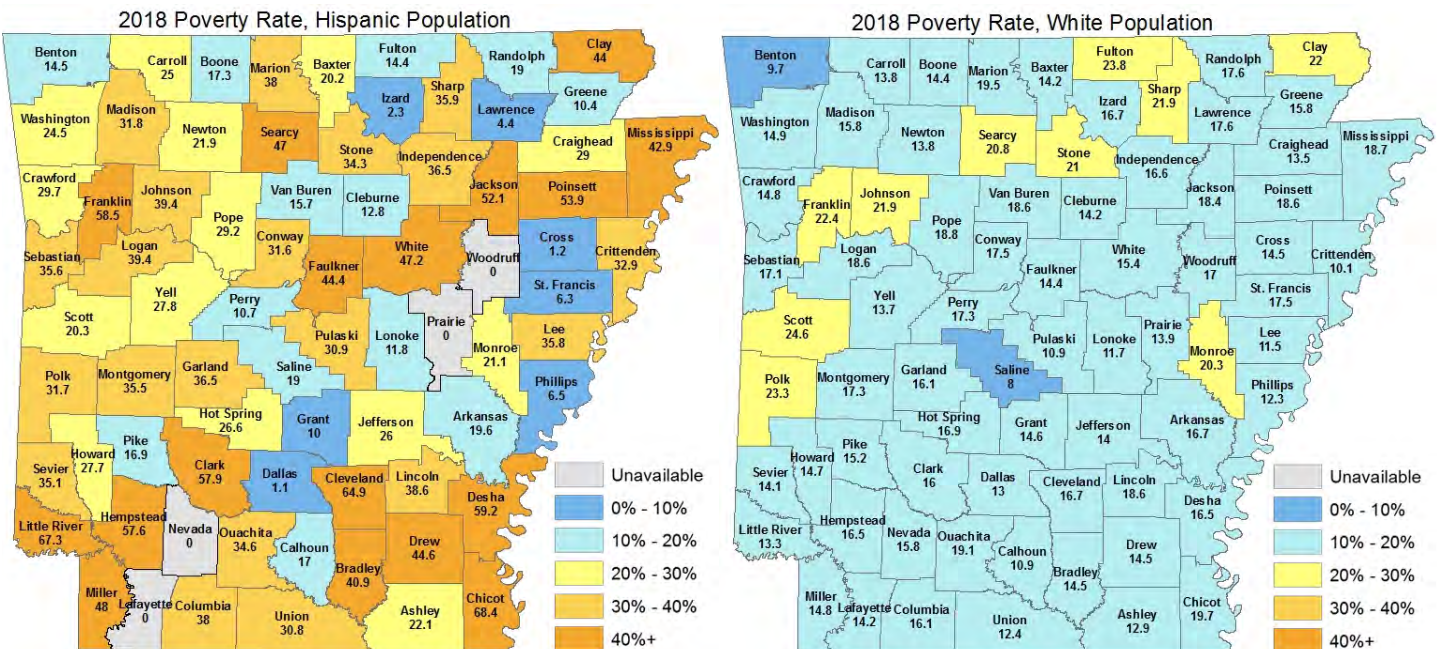 2018 Poverty Rate, Hispanic Population
Benton
14.5
Carroll
25
Boone
17.3
Marion
38
Baxter
20.2
Fulton
14.4
Randolph
19
Clay
44
Izard
2.3
Sharp
35.9
Lawrence
4.4
Greene
10.4
Washington
24.5
Madison
31.8
Newton
21.9
Searcy
47
Stone
34.3
Independence
36.5
Craighead
29
Mississippi
42.9
Crawford
29.7
Franklin
58.5
Johnson
39.4
Pope
29.2
Van Buren
15.7
Cleburne
12.8
Jackson
52.1
Poinsett
53.9
Sebastian
35.6
Logan
39.4
Conway
31.6
Faulkner
44.4
White
47.2
Woodruff
0
Cross
1.2
Crittenden
32.9
St. Francis
6.3
Scott
20.3
Yell
27.8
Perry
10.7
Pulaski
30.9
Lonoke
11.8
Prairie
0
Monroe
21.1
Lee
35.8
Phillips
6.5
Polk
31.7
Montgomery
35.5
Garland
36.5
Saline
19
Hot Spring
26.6
Grant
10
Jefferson
26
Arkansas
19.6
Sevier
35.1
Howard
27.7
Pike
16.9
Clark
57.9
Dallas
1.1
Cleveland
64.9
Lincoln
38.6
Desha
59.2
Little River
67.3
Hempstead
57.6
Nevada
0
Ouachita
34.6
Calhoun
17
Bradley
40.9
Drew
44.6
Miller
48
Lafayette
0
Columbia
38
Union
30.8
Ashley
22.1
Chicot
68.4
Unavailable
0% - 10%
10% - 20%
20% - 30%
30% - 40%
40%+
2018 Poverty Rate, White Population
Benton
9.7
Carroll
13.8
Boone
14.4
Marion
19.5
Baxter
14.2
Fulton
23.8
Randolph
17.6
Clay
22
Izard
16.7
Sharp
21.9
Lawrence
17.6
Greene
15.8
Washington
14.9
Madison
15.8
Newton
13.8
Searcy
20.8
Stone
21
Independence
16.6
Craighead
13.5
Mississippi
18.7
Crawford
14.8
Franklin
22.4
Johnson
21.9
Pope
18.8
Van Buren
18.6
Cleburne
14.2
Jackson
18.4
Poinsett
18.6
Sebastian
17.1
Logan
18.6
Conway
17.5
Faulkner
14.4
White
15.4
Woodruff
17
Cross
14.5
Crittenden
10.1
St. Francis
17.5
Scott
24.6
Yell
13.7
Perry
17.3
Pulaski
10.9
Lonoke
11.7
Prairie
13.9
Monroe
20.3
Lee
11.5
Phillips
12.3
Polk
23.3
Montgomery
17.3
Garland
16.1
Saline
8
Hot Spring
16.9
Grant
14.6
Jefferson
14
Arkansas
16.7
Sevier
14.1
Howard
14.7
Pike
15.2
Clark
16
Dallas
13
Cleveland
16.7
Lincoln
18.6
Desha
16.5
Little River
13.3
Hempstead
16.5
Nevada
15.8
Ouachita
19.1
Calhoun
10.9
Bradley
14.5
Drew
14.5
Miller
14.8
Lafayette
14.2
Columbia
16.1
Union
12.4
Ashley
12.9
Chicot
19.7
Unavailable
0% - 10%
10% - 20%
20% - 30%
30% - 40%
40%+